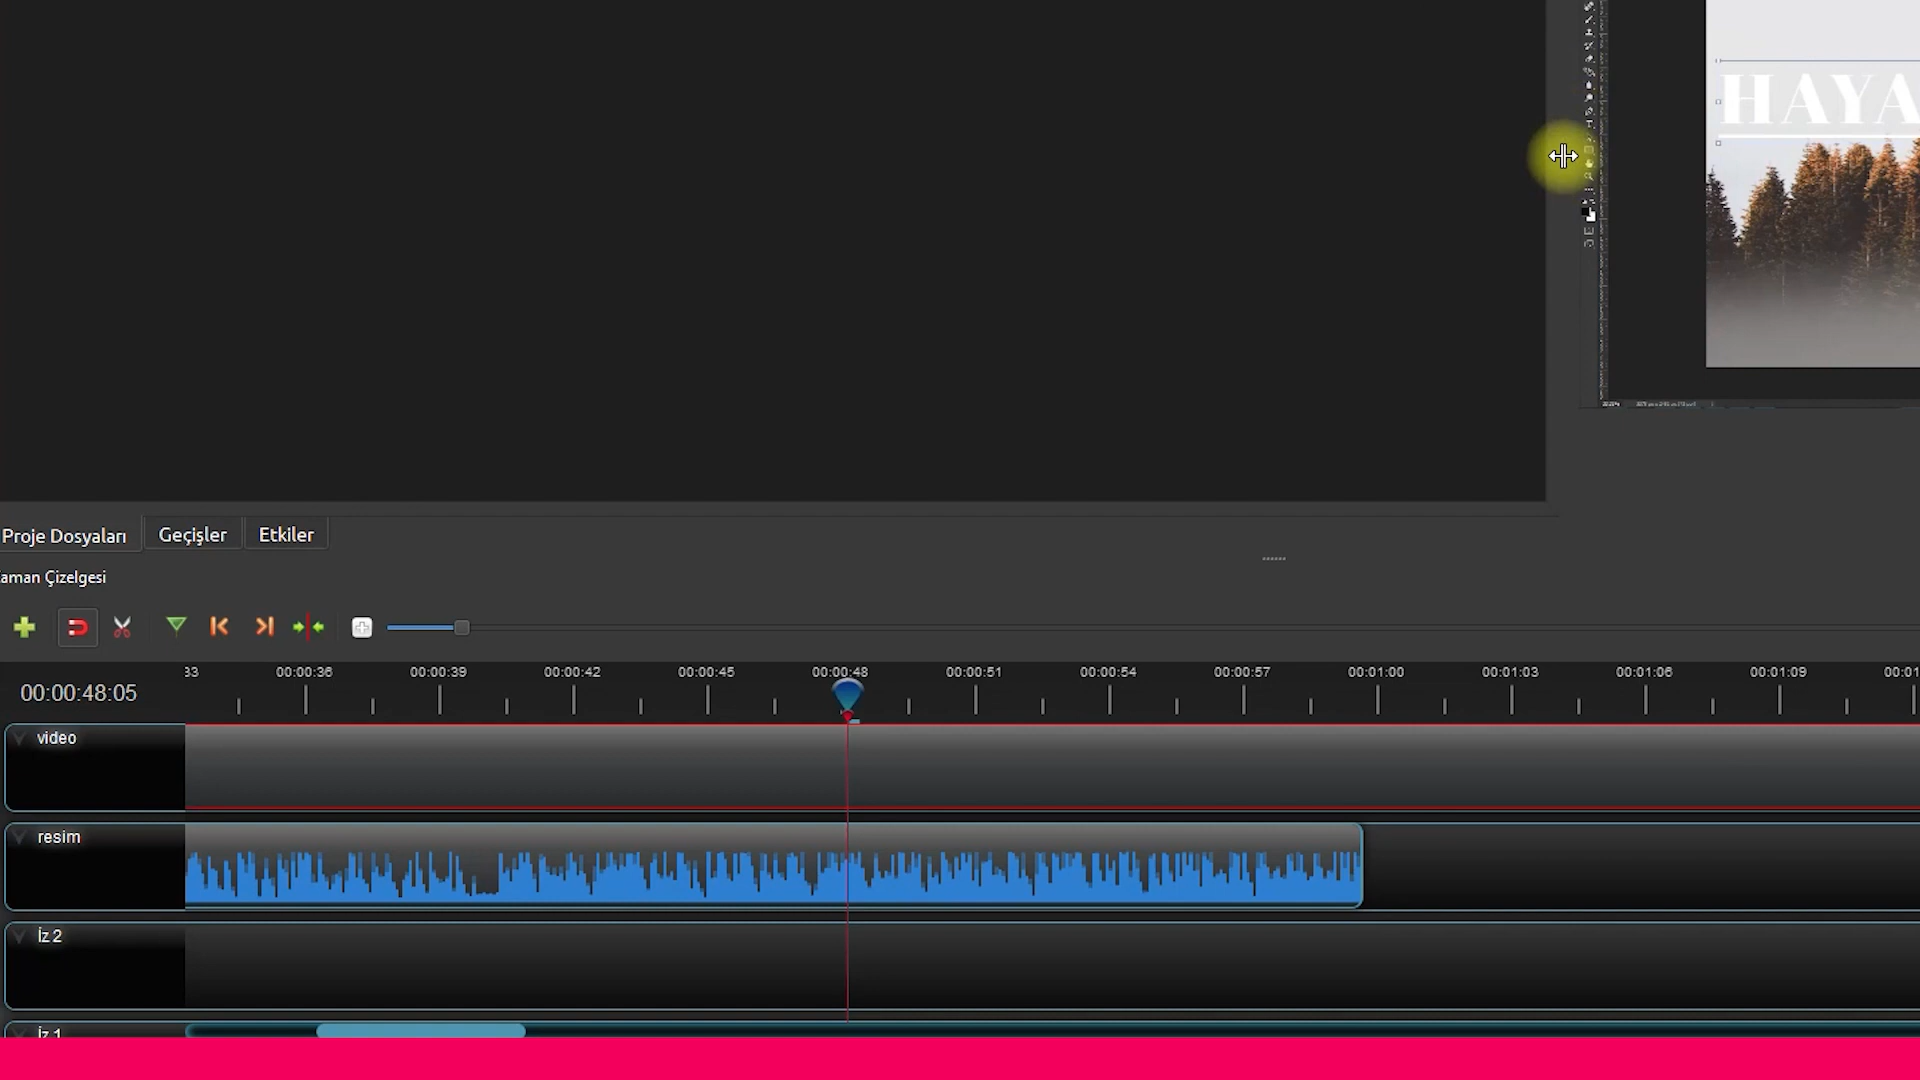 HAYA
Proje Dosyaları
Geçişler
Etkiler
aman Çizelgesi
33
00:00:36
00:00:39
00:00:42
00:00:45
00:00:48
00:00:51
00:00:54
00:00:57
00:01:00
00:01:03
00:01:06
00:01:09
00:01
00:00:48:05
video
resim
İz 2
İz 1